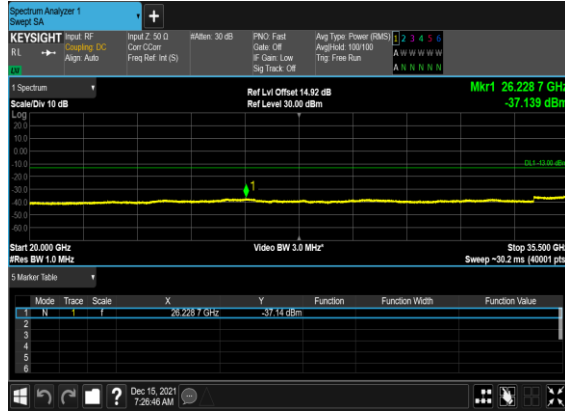 Spectrum Analyzer 1
Swept SA
+
KEYSIGHT Input: RF Input Z: 50 Ω #Atten: 30 dB PNO: Fast Avg Type: Power (RMS) 1 2 3 4 5 6
RL Coupling: DC Corr CCorr Gate: Off Avg|Hold: 100/100 A W W W W W
Align: Auto Freq Ref: Int (S) IF Gain: Low Trig: Free Run
Sig Track: Off A N N N N N
1 Spectrum Ref Lvl Offset 14.92 dB Mkr1 26.228 7 GHz
Scale/Div 10 dB Ref Level 30.00 dBm -37.139 dBm
Log
20.0
10.0
0.00
-10.0 DL1 -13.00 dBm
-20.0
-30.0 1
-40.0
-50.0
-60.0
Start 20.000 GHz Video BW 3.0 MHz* Stop 35.500 GHz
#Res BW 1.0 MHz Sweep ~30.2 ms (40001 pts
5 Marker Table
Mode Trace Scale X Y Function Function Width Function Value
1 N 1 f 26.228 7 GHz -37.14 dBm
2
3
4
5
6
? Dec 15, 2021
7:26:46 AM